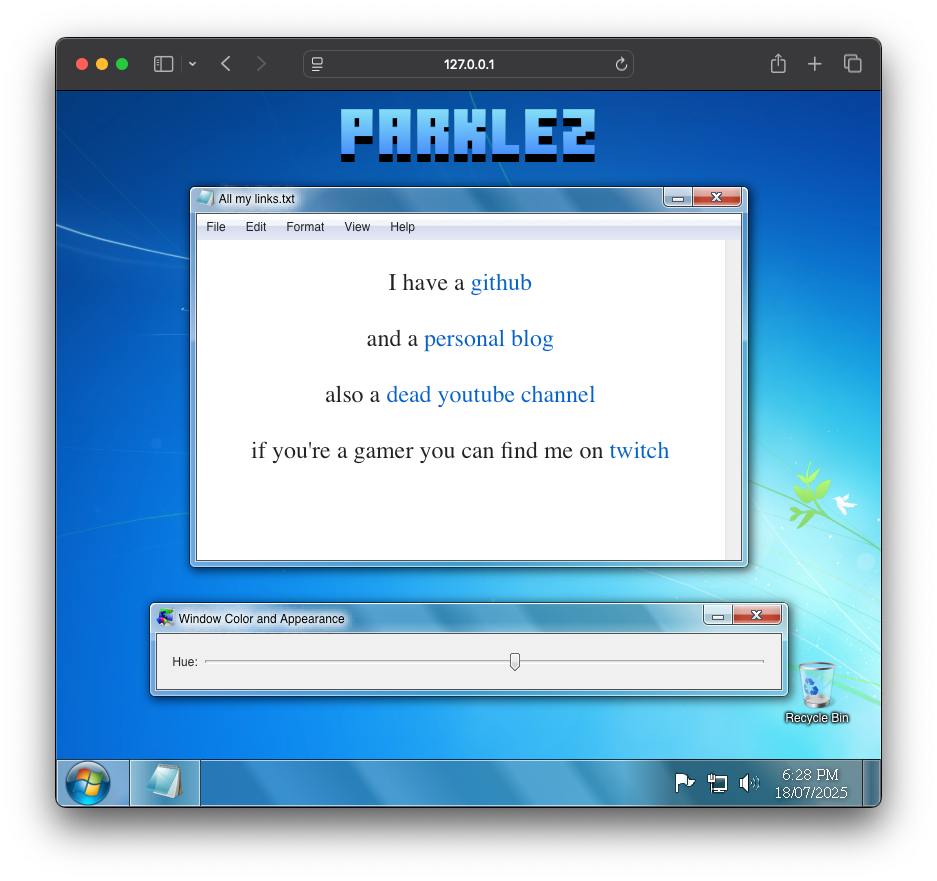 127.0.0.1
PARKLEZ
All my links.txt
File Edit Format View Help
I have a github
and a personal blog
also a dead youtube channel
if you're a gamer you can find me on twitch
Window Color and Appearance
Hue:
Recycle Bin
6:28 PM
18/07/2025